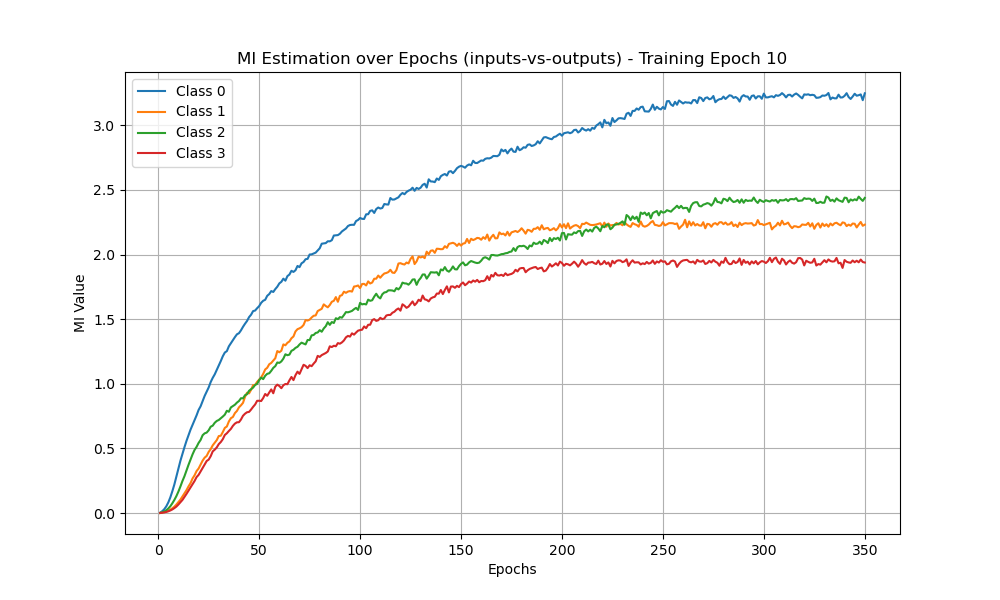 MI Estimation over Epochs (inputs-vs-outputs) - Training Epoch 10
Class 0
Class 1
Class 2
Class 3
MI Value
3.0
2.5
2.0
1.5
1.0
0.5
0.0
0 50 100 150 200 250 300 350
Epochs